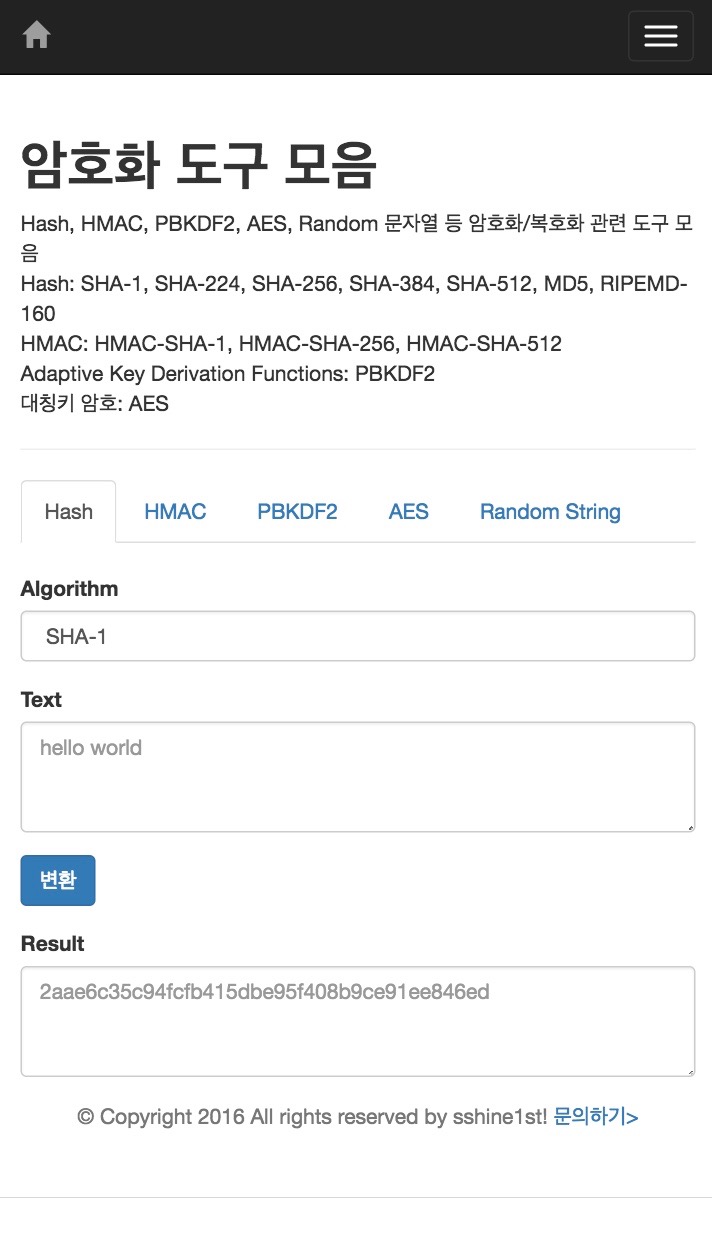 암호화 도구 모음
Hash, HMAC, PBKDF2, AES, Random 문자열 등 암호화/복호화 관련 도구 모
음
Hash: SHA-1, SHA-224, SHA-256, SHA-384, SHA-512, MD5, RIPEMD-
160
HMAC: HMAC-SHA-1, HMAC-SHA-256, HMAC-SHA-512
Adaptive Key Derivation Functions: PBKDF2
대칭키 암호: AES
Hash HMAC PBKDF2 AES Random String
Algorithm
SHA-1
Text
hello world
변환
Result
2aae6c35c94fcfb415dbe95f408b9ce91ee846ed
© Copyright 2016 All rights reserved by sshine1st! 문의하기>